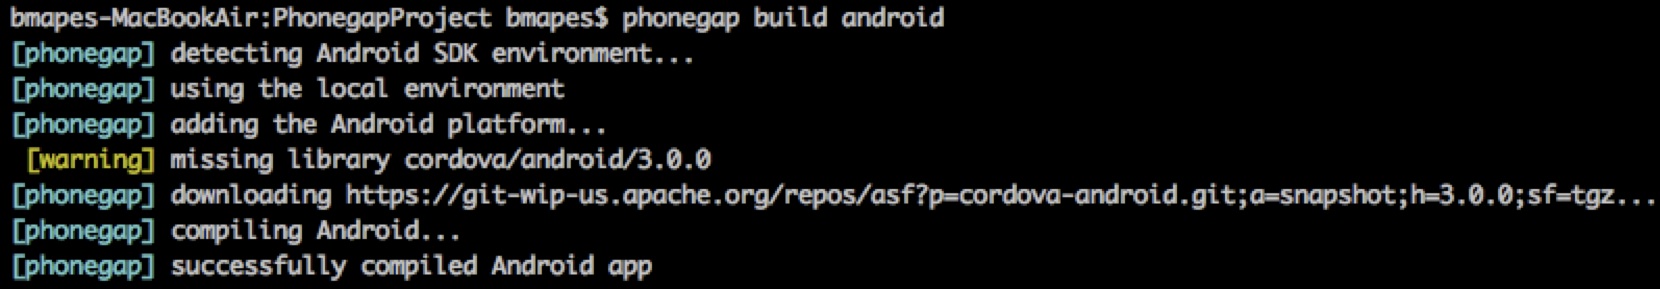 bmapes-MacBookAir:PhonegapProject bmapes$ phonegap build android
[phonegap] detecting Android SDK environment...
[phonegap] using the local environment
[phonegap] adding the Android platform...
[warning] missing library cordova/android/3.0.0
[phonegap] downloading https://git-wip-us.apache.org/repos/asf?p=cordova-android.git;a=snapshot;h=3.0.0;sf=tgz...
[phonegap] compiling Android...
[phonegap] successfully compiled Android app